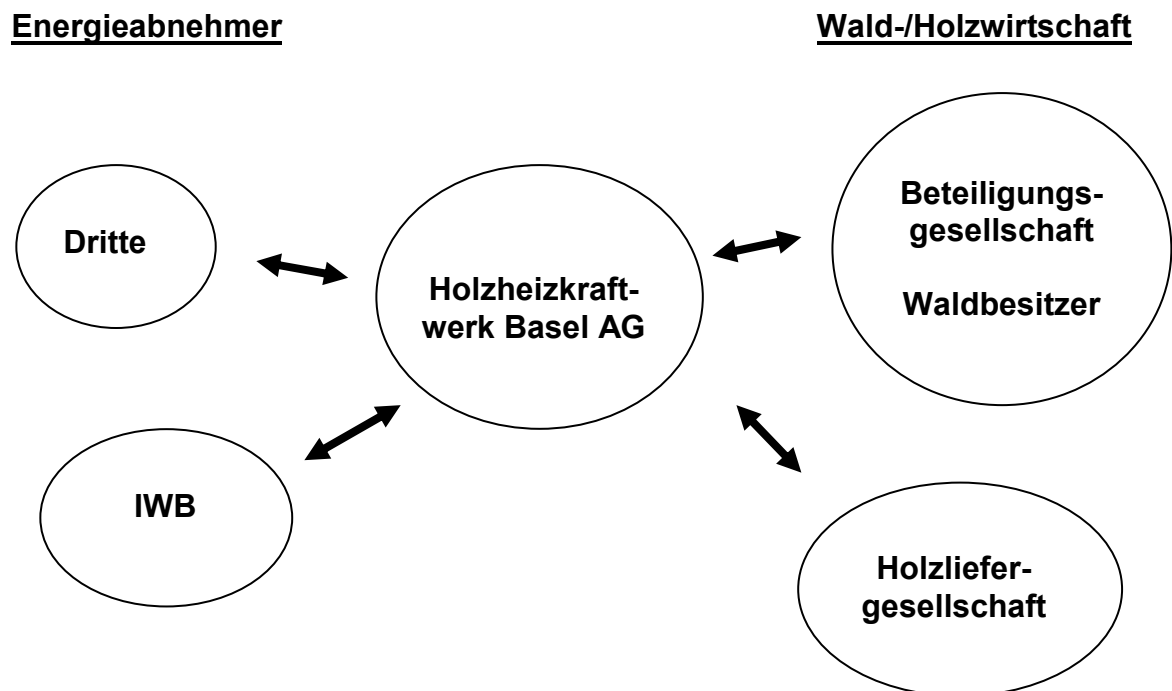 Energieabnehmer
Wald-/Holzwirtschaft
Dritte
IWB
Holzheizkraft-
werk Basel AG
Beteiligungs-
gesellschaft
Waldbesitzer
Holzliefer-
gesellschaft